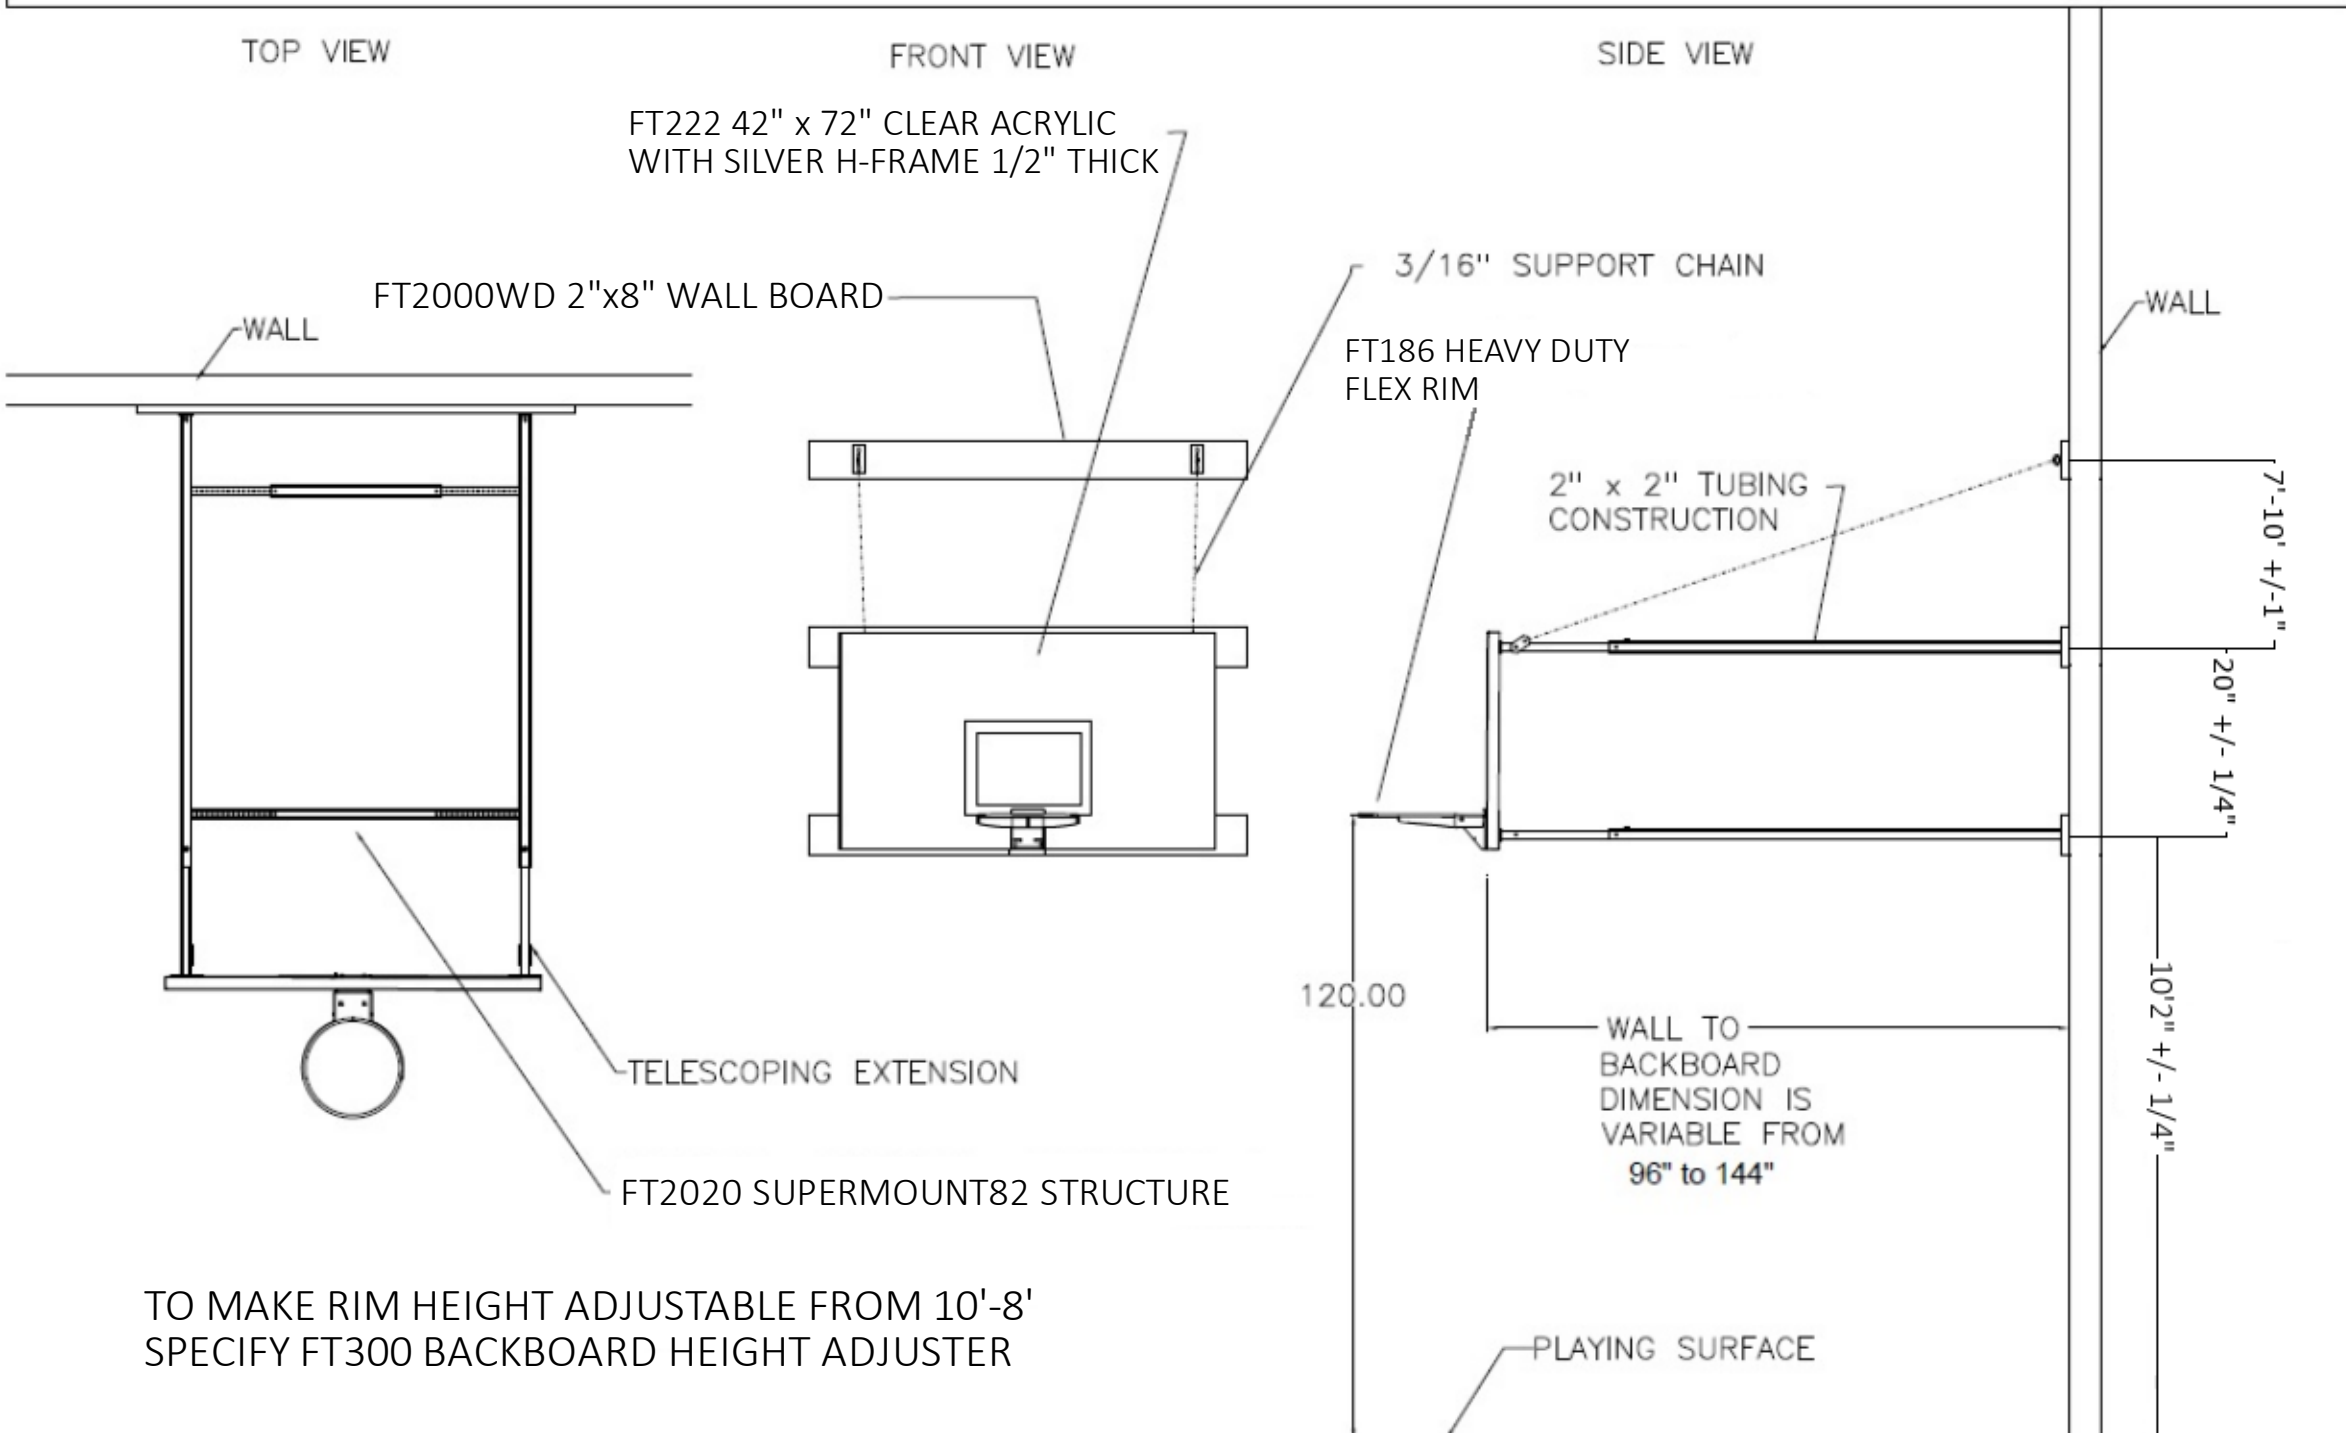 TOP VIEW
FRONT VIEW
SIDE VIEW
FT222 42" x 72" CLEAR ACRYLIC
WITH SILVER H-FRAME 1/2" THICK
3/16" SUPPORT CHAIN
FT2000WD 2"x8" WALL BOARD
WALL
WALL
FT186 HEAVY DUTY
FLEX RIM
2" x 2" TUBING
CONSTRUCTION
7'-10' +/-1"
20" +/- 1/4"
120.00
10'2" +/- 1/4"
WALL TO
BACKBOARD
DIMENSION IS
VARIABLE FROM
96" to 144"
TELESCOPING EXTENSION
FT2020 SUPERMOUNT82 STRUCTURE
TO MAKE RIM HEIGHT ADJUSTABLE FROM 10'-8'
SPECIFY FT300 BACKBOARD HEIGHT ADJUSTER
PLAYING SURFACE